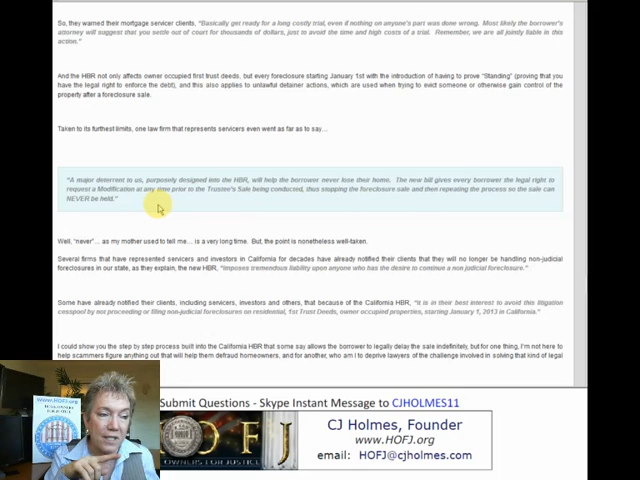 So, they warned their mortgage servicer clients, "Basically get ready for a long costly trial, even if nothing on anyone's part was done wrong. Most likely the borrower's
attorney will suggest that you settle out of court for thousands of dollars, just to avoid the time and high costs of a trial. Remember, we are all jointly liable in this
action."
And the HBR not only affects owner occupied first trust deeds, but every foreclosure starting January 1st with the introduction of having to prove "Standing" (proving that you
have the legal right to enforce the debt), and this also applies to unlawful detainer actions, which are used when trying to evict someone or otherwise gain control of the
property after a foreclosure sale.
Taken to its furthest limits, one law firm that represents servicers even went as far as to say...
"A major deterrent to us, purposely designed into the HBR, will help the borrower never lose their home. The new bill gives every borrower the legal right to
request a Modification at any time prior to the Trustee's Sale being conducted, thus stopping the foreclosure sale and then repeating the process so the sale can
NEVER be held."
Well, "never"... as my mother used to tell me... is a very long time. But, the point is nonetheless well-taken.
Several firms that have represented servicers and investors in California for decades have already notified their clients that they will no longer be handling non-judicial
foreclosures in our state, as they explain, the new HBR, "imposes tremendous liability upon anyone who has the desire to continue a non judicial foreclosure."
Some have already notified their clients, including servicers, investors and others, that because of the California HBR, "it is in their best interest to avoid this litigation
cesspool by not proceeding or filing non-judicial foreclosures on residential, 1st Trust Deeds, owner occupied properties, starting January 1, 2013 in California."
I could show you the step by step process built into the California HBR that some say allows the borrower to legally delay the sale indefinitely, but for one thing, I'm not here to
help scammers figure anything out that will help them defraud homeowners, and for another, who am I to deprive lawyers of the challenge involved in solving that kind of legal
Submit Questions - Skype Instant Message to CJHOLMES11
www.HOFJ.org
HOFJ
OWNERS FOR JUSTICE
CJ Holmes, Founder
www.HOFJ.org
email: HOFJ@cjholmes.com